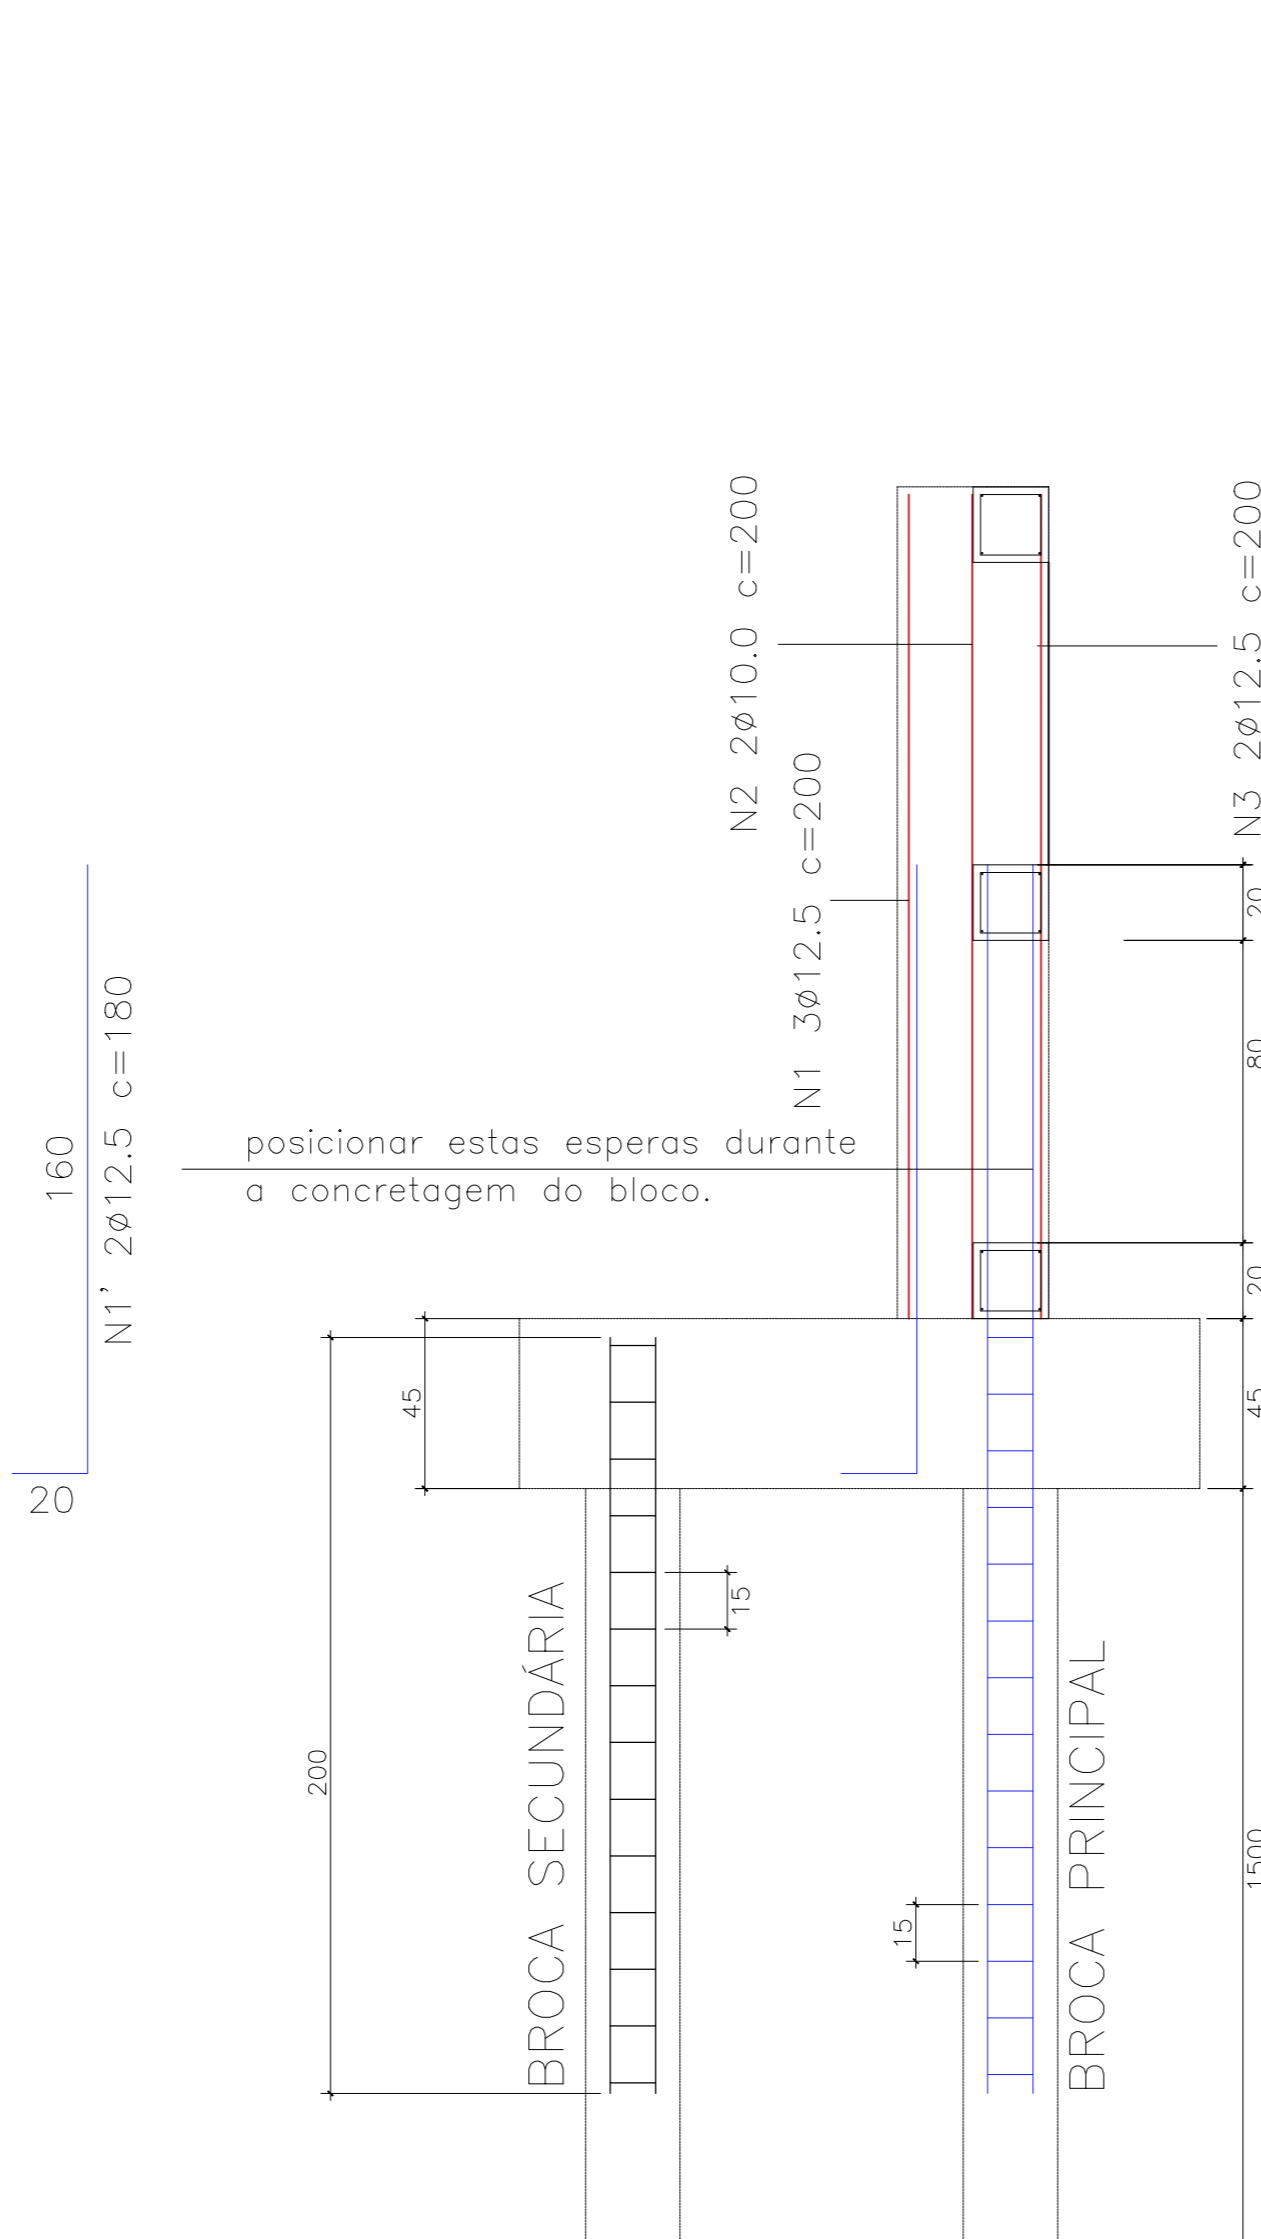 N2 2ø10.0 c=200
N3 2ø12.5 c=200
N1 3ø12.5 c=200
20
80
20
45
1500
160
N1' 2ø12.5 c=180
20
posicionar estas esperas durante
a concretagem do bloco.
45
200
15
BROCA SECUNDÁRIA
15
BROCA PRINCIPAL